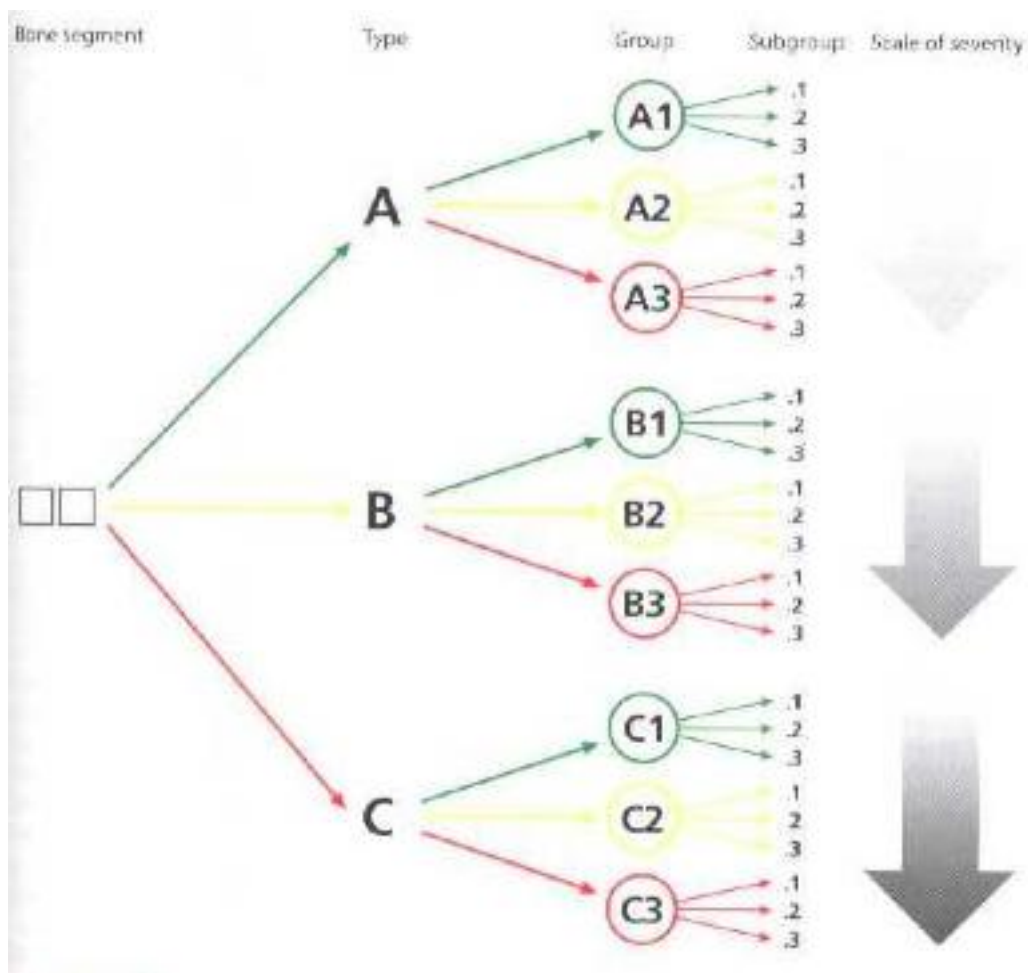 Bone segment Type Group Subgroup Scale of severity
A1 .1
.2
.3
A A2 .1
.2
.3
A3 .1
.2
.3
B1 .1
.2
.3
B B2 .1
.2
.3
B3 .1
.2
.3
C1 .1
.2
.3
C C2 .1
2
.3
C3 .1
.2
.3